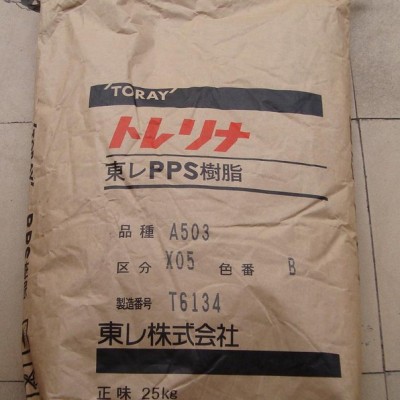 TORAY
トレリナ
東レPPS樹脂
品種 A503
区分 X05 色番 B
製造番号 T6134
東レ株式会社
正味 25kg